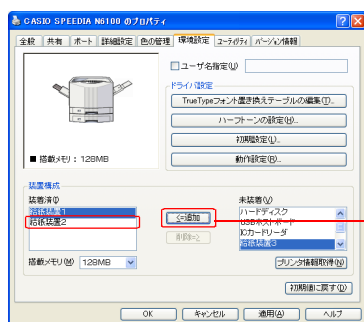 CASIO SPEEDIA N6100 のプロパティ
全般 共有 ポート 詳細設定 色の管理 環境設定 ユーティリティ バージョン情報
ユーザ名指定(U)
ドライバ設定
TrueTypeフォント置き換えテーブルの編集(T)...
ハーフトーンの設定(H)...
初期設定(L)...
動作設定(R)...
■ 搭載メモリ : 128MB
装置構成
装着済(I)
給紙装置1
給紙装置2
<=追加
削除=>
未装着(V)
ハードディスク
USBホストボード
ICカードリーダ
給紙装置3
搭載メモリ(M) 128MB
プリンタ情報取得(N)
初期値に戻す(D)
OK キャンセル 適用(A) ヘルプ